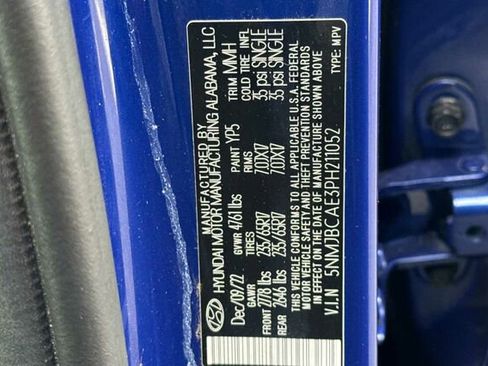 HYUNDAI MOTOR MANUFACTURING ALABAMA, LLC
Dec/09/22 PAINT YP5 TRIM MMH
GVWR 4761 lbs
GAWR TIRES RIMS COLD TIRE INFL
FRONT 2778 lbs 235/65R17 7.0JX17 35 psi SINGLE
REAR 2646 lbs 235/65R17 7.0JX17 35 psi SINGLE
THIS VEHICLE CONFORMS TO ALL APPLICABLE U.S.A. FEDERAL
MOTOR VEHICLE SAFETY AND THEFT PREVENTION STANDARDS
IN EFFECT ON THE DATE OF MANUFACTURE SHOWN ABOVE
V.I.N 5NMJBCAE3PH211052 TYPE: MPV